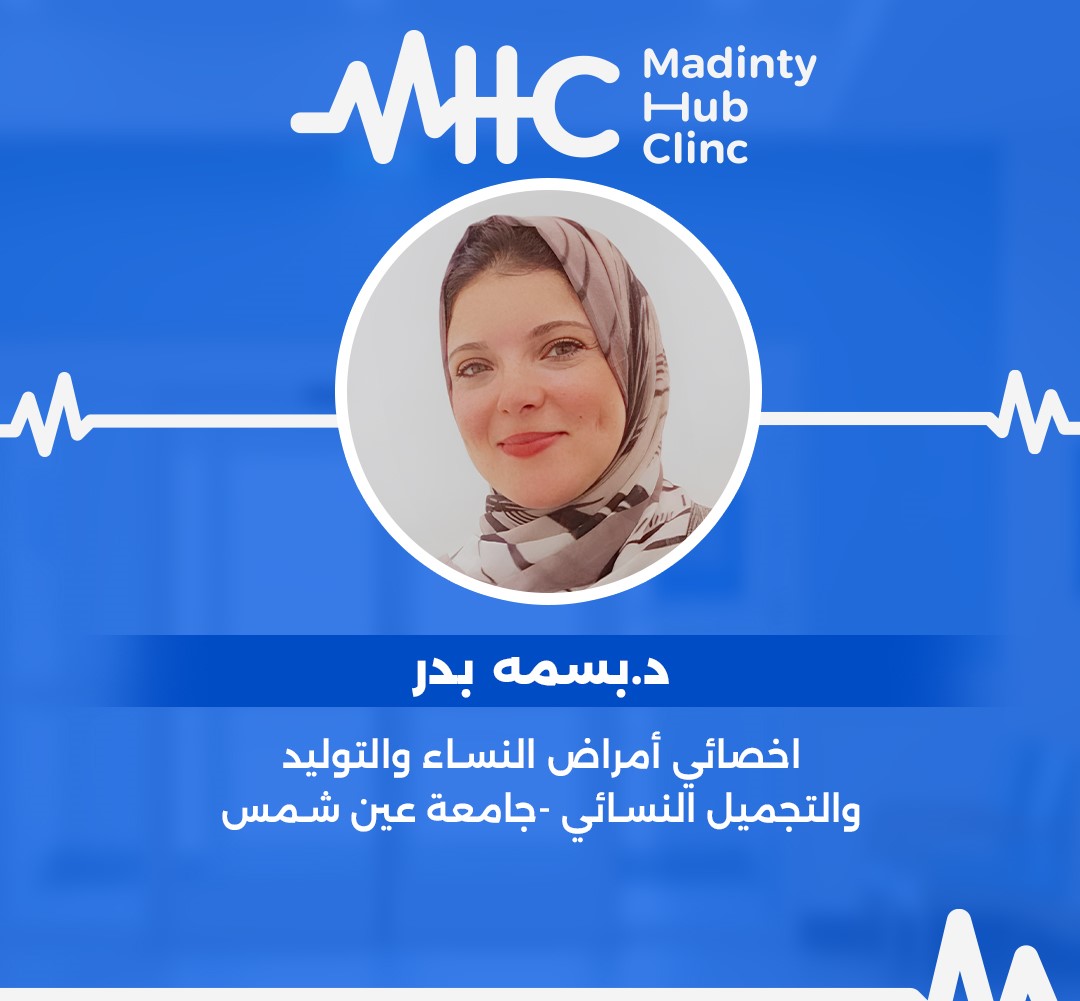 MHC
Madinty
Hub
Clinc
د.بسمه بدر
اخصائي أمراض النساء والتوليد
والتجميل النسائي -جامعة عين شمس